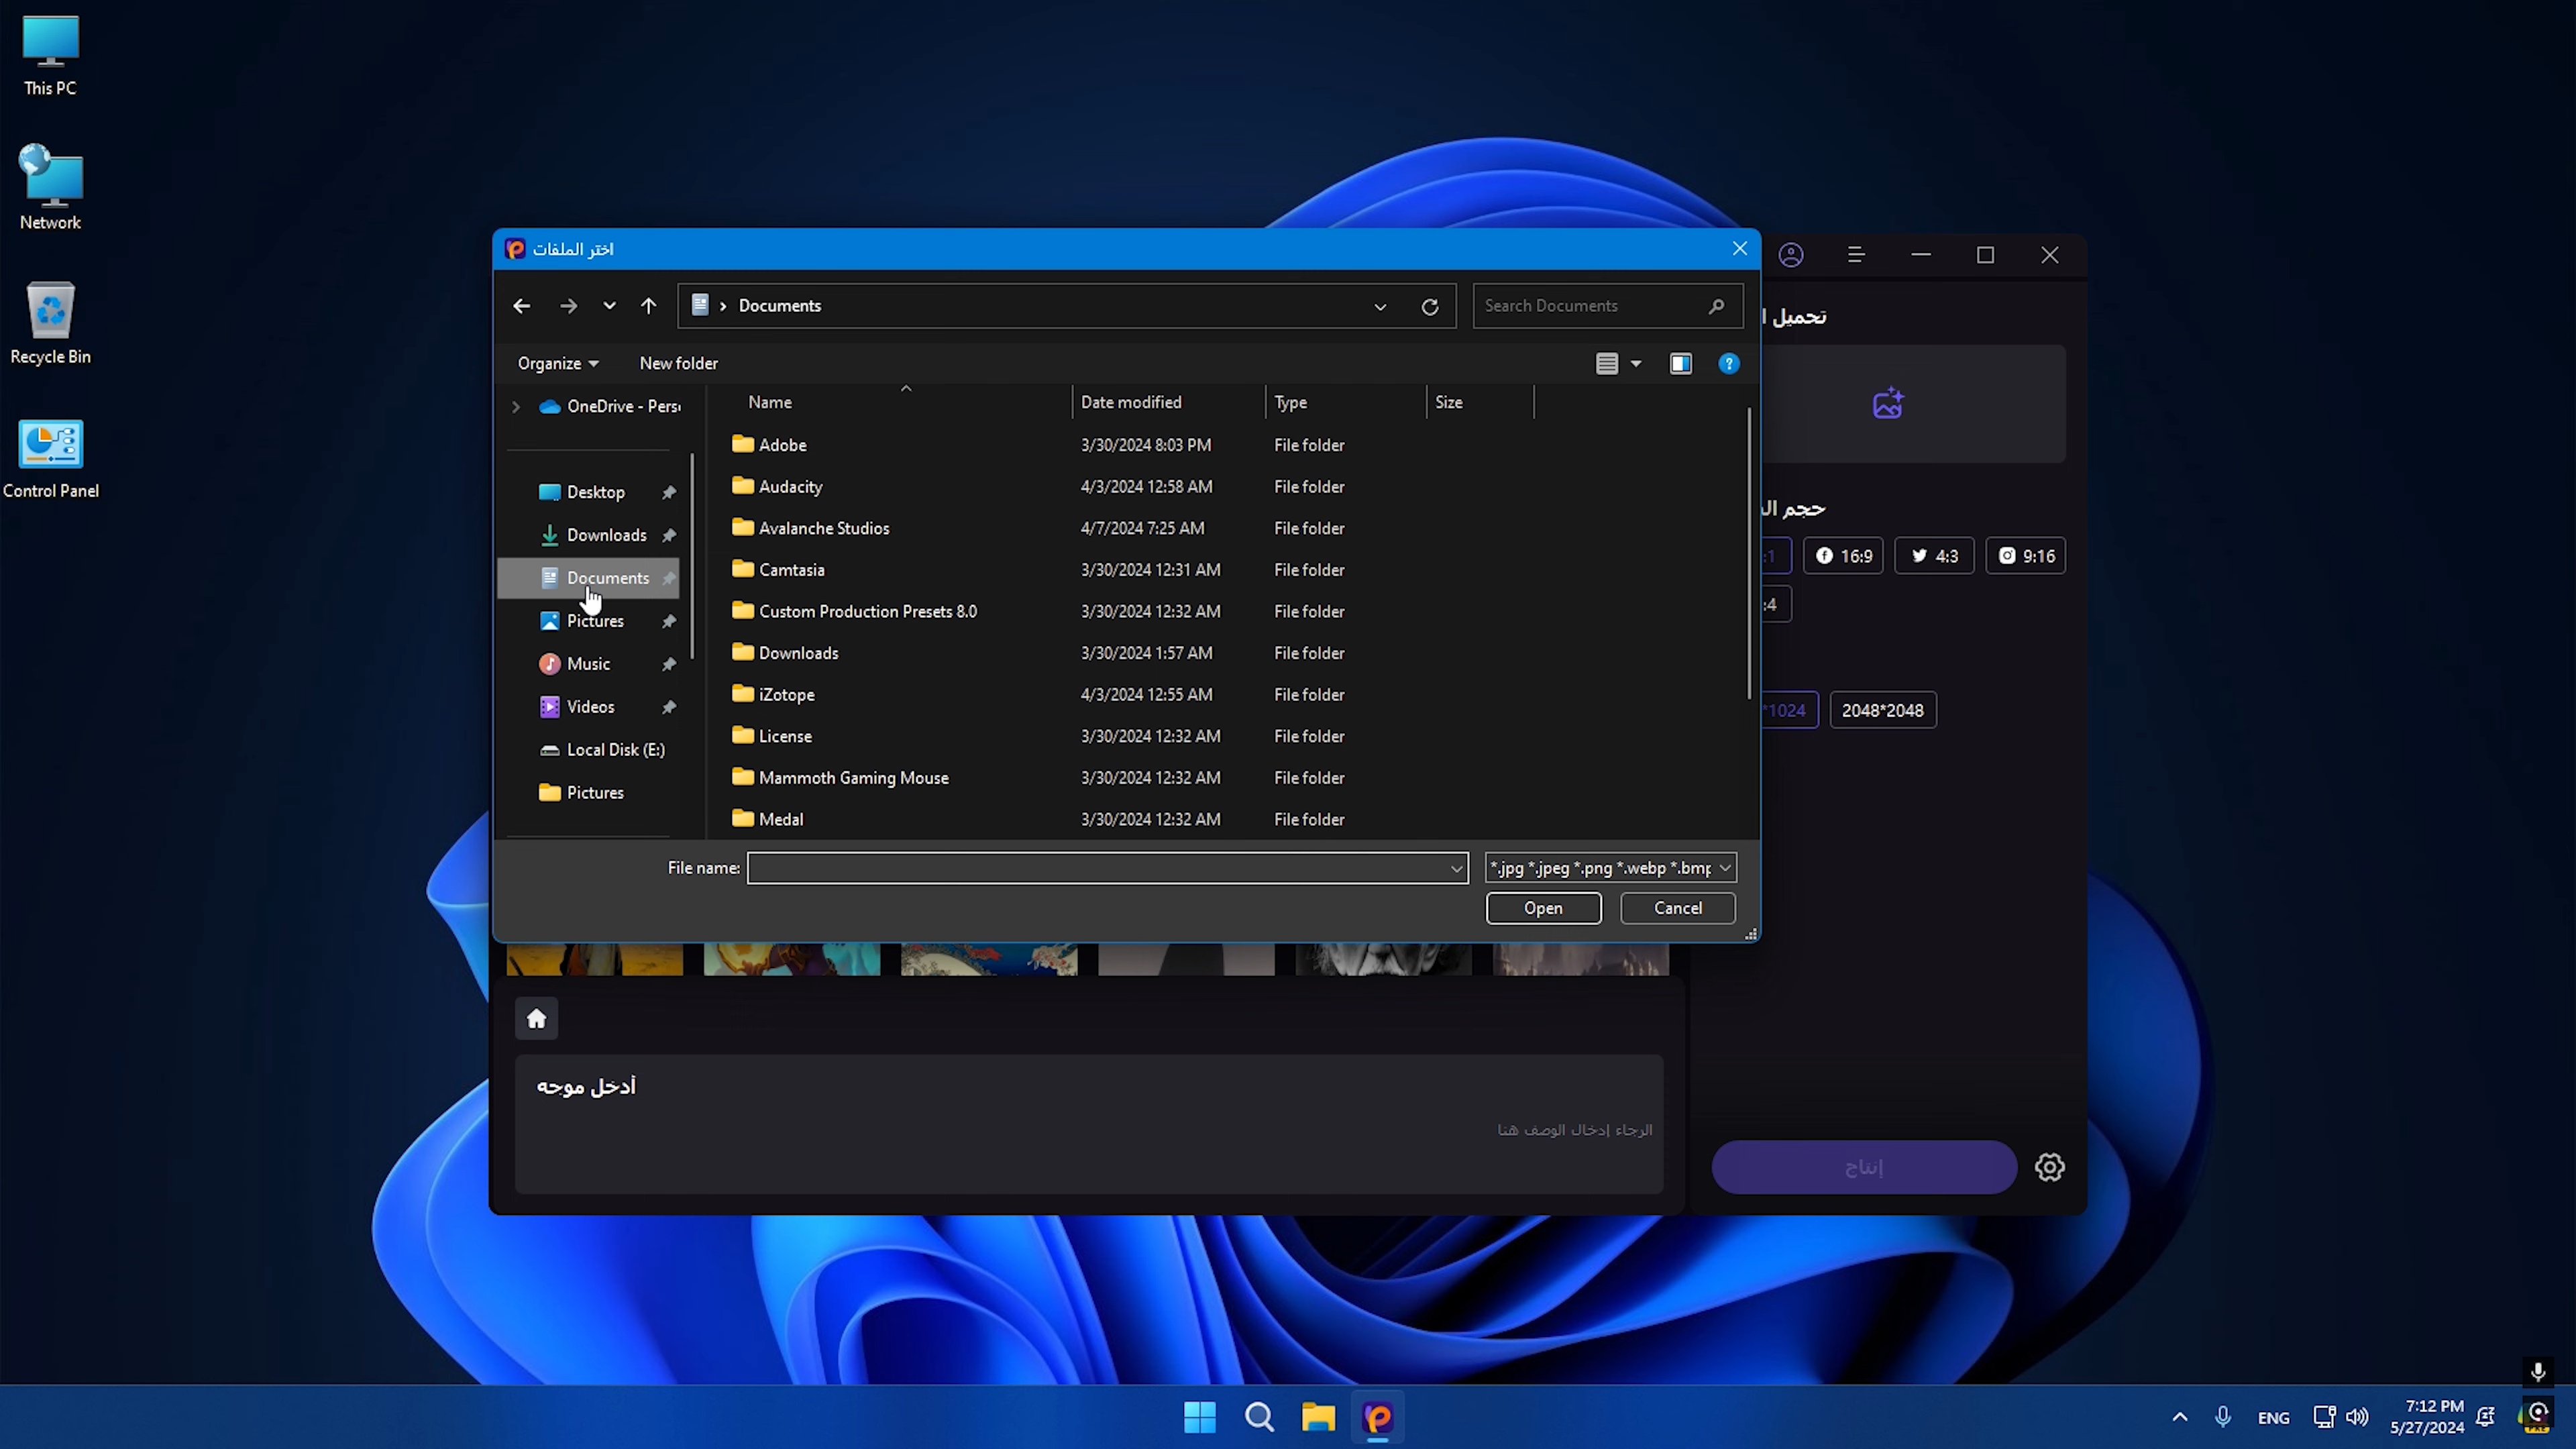 This PC
Network
Recycle Bin
Control Panel
اختر الملفات
Documents
Search Documents
Organize
New folder
OneDrive - Pers
Desktop
Downloads
Documents
Pictures
Music
Videos
Local Disk (E:)
Pictures
Name Date modified Type Size
Adobe 3/30/2024 8:03 PM File folder
Audacity 4/3/2024 12:58 AM File folder
Avalanche Studios 4/7/2024 7:25 AM File folder
Camtasia 3/30/2024 12:31 AM File folder
Custom Production Presets 8.0 3/30/2024 12:32 AM File folder
Downloads 3/30/2024 1:57 AM File folder
iZotope 4/3/2024 12:55 AM File folder
License 3/30/2024 12:32 AM File folder
Mammoth Gaming Mouse 3/30/2024 12:32 AM File folder
Medal 3/30/2024 12:32 AM File folder
File name:
*.jpg *.jpeg *.png *.webp *.bmp
Open Cancel
تحميل ا
حجم ال
:1 16:9 4:3 9:16
:4
*1024 2048*2048
أدخل موجه
الرجاء إدخال الوصف هنا
إنتاج
ENG
7:12 PM
5/27/2024
PRE